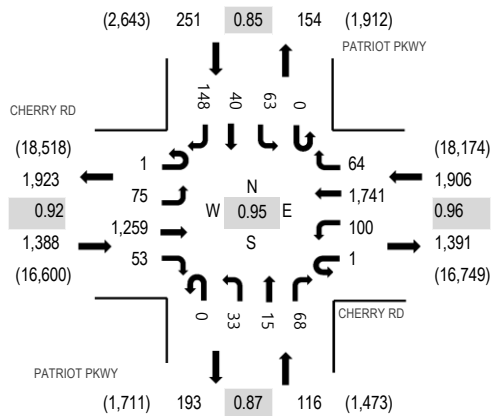 (2,643) 251 0.85 154 (1,912)
PATRIOT PKWY
148 40 63 0
CHERRY RD
(18,518) 1 64 (18,174)
1,923 75 N 1,741 1,906
0.92 1,259 W 0.95 E 100 0.96
1,388 53 S 1 1,391
(16,600) 0 33 15 68 (16,749)
CHERRY RD
PATRIOT PKWY
(1,711) 193 0.87 116 (1,473)